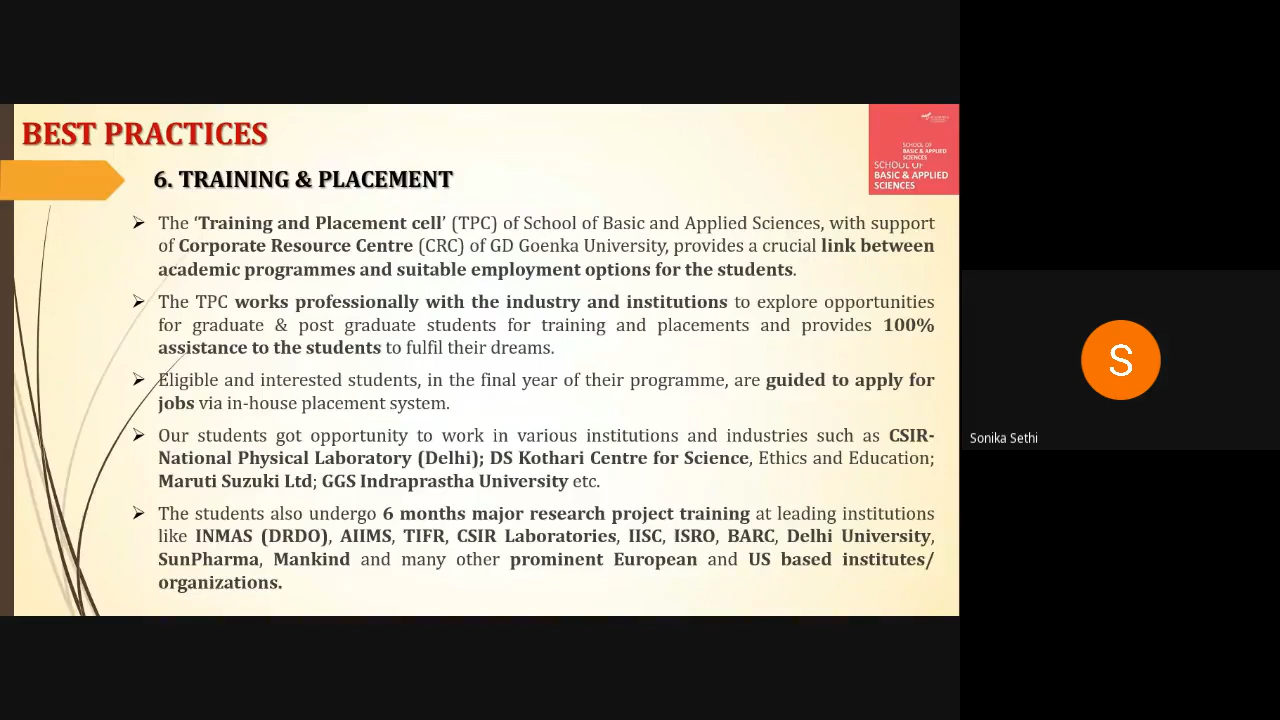 BEST PRACTICES
SCHOOL OF
BASIC & APPLIED
SCIENCES
SCHOOL OF
BASIC & APPLIED
SCIENCES
6. TRAINING & PLACEMENT
The ‘Training and Placement cell’ (TPC) of School of Basic and Applied Sciences, with support
of Corporate Resource Centre (CRC) of GD Goenka University, provides a crucial link between
academic programmes and suitable employment options for the students.
The TPC works professionally with the industry and institutions to explore opportunities
for graduate & post graduate students for training and placements and provides 100%
assistance to the students to fulfil their dreams.
Eligible and interested students, in the final year of their programme, are guided to apply for
jobs via in-house placement system.
Our students got opportunity to work in various institutions and industries such as CSIR-
National Physical Laboratory (Delhi); DS Kothari Centre for Science, Ethics and Education;
Maruti Suzuki Ltd; GGS Indraprastha University etc.
The students also undergo 6 months major research project training at leading institutions
like INMAS (DRDO), AIIMS, TIFR, CSIR Laboratories, IISC, ISRO, BARC, Delhi University,
SunPharma, Mankind and many other prominent European and US based institutes/
organizations.
S
Sonika Sethi